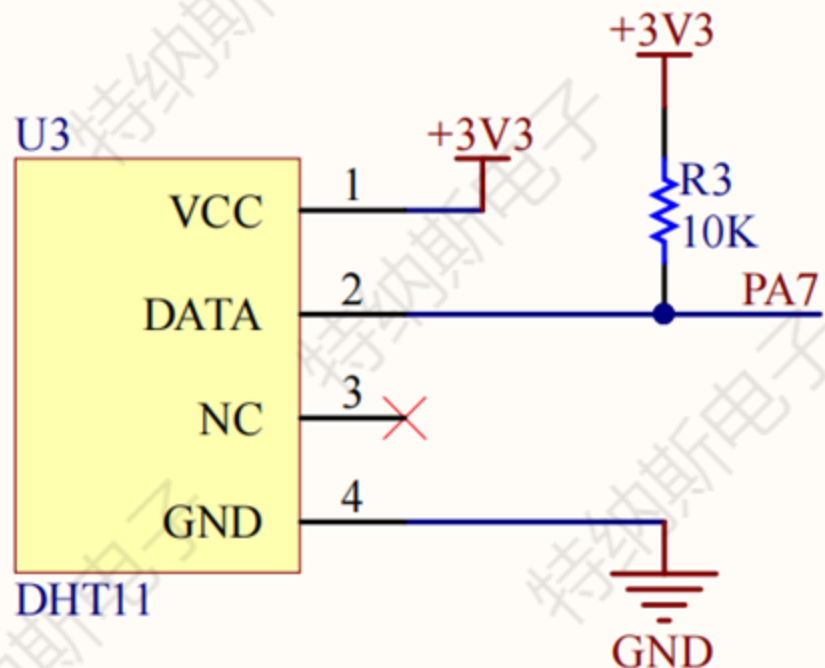 +3V3
U3
+3V3
VCC 1
R3
10K
DATA 2
PA7
NC 3
GND 4
DHT11
GND
特纳斯电子
特纳斯电子
特纳斯电子